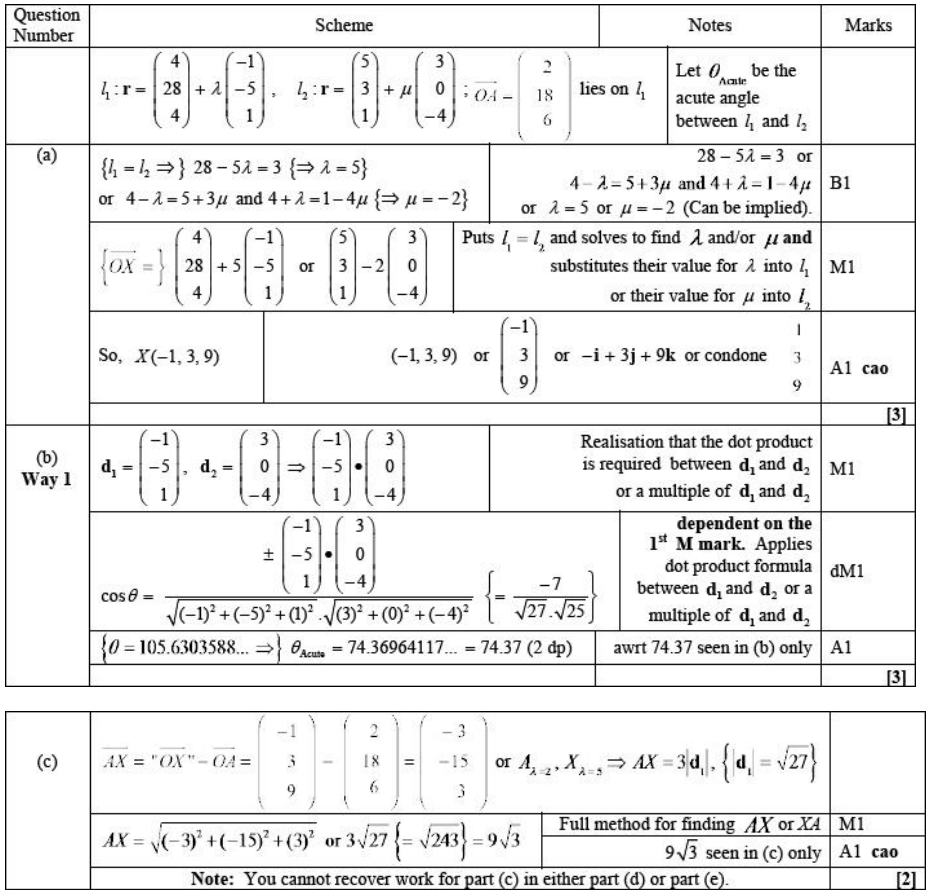 Question Number Scheme Notes Marks
l₁ : r = (4 28 4) + λ(−1 −5 1), l₂ : r = (5 3 1) + μ(3 0 −4) ; OA = (2 18 6) lies on l₁
Let θ_Acute be the
acute angle
between l₁ and l₂
(a)
{l₁ = l₂ ⇒} 28 − 5λ = 3 {⇒ λ = 5}
or 4 − λ = 5 + 3μ and 4 + λ = 1 − 4μ {⇒ μ = −2}
28 − 5λ = 3 or
4 − λ = 5 + 3μ and 4 + λ = 1 − 4μ
or λ = 5 or μ = −2 (Can be implied).
B1
{OX =} (4 28 4) + 5(−1 −5 1) or (5 3 1) − 2(3 0 −4)
Puts l₁ = l₂ and solves to find λ and/or μ and
substitutes their value for λ into l₁
or their value for μ into l₂
M1
So, X(−1, 3, 9)
(−1, 3, 9) or (−1 3 9) or −i + 3j + 9k or condone 1 3 9
A1 cao
[3]
(b)
Way 1
d₁ = (−1 −5 1), d₂ = (3 0 −4) ⇒ (−1 −5 1) • (3 0 −4)
Realisation that the dot product
is required between d₁ and d₂
or a multiple of d₁ and d₂
M1
cosθ = ± (−1 −5 1) • (3 0 −4) / √(−1)² + (−5)² + (1)² . √(3)² + (0)² + (−4)² {= −7 / √27.√25}
dependent on the
1st M mark. Applies
dot product formula
between d₁ and d₂ or a
multiple of d₁ and d₂
dM1
{θ = 105.6303588... ⇒} θ_Acute = 74.36964117... = 74.37 (2 dp)
awrt 74.37 seen in (b) only
A1
[3]
(c)
AX = "OX" − OA = (−1 3 9) − (2 18 6) = (−3 −15 3) or A_λ=2, X_λ=5 ⇒ AX = 3|d₁|, {|d₁| = √27}
AX = √(−3)² + (−15)² + (3)² or 3√27 {= √243} = 9√3
Full method for finding AX or XA
M1
9√3 seen in (c) only
A1 cao
Note: You cannot recover work for part (c) in either part (d) or part (e).
[2]